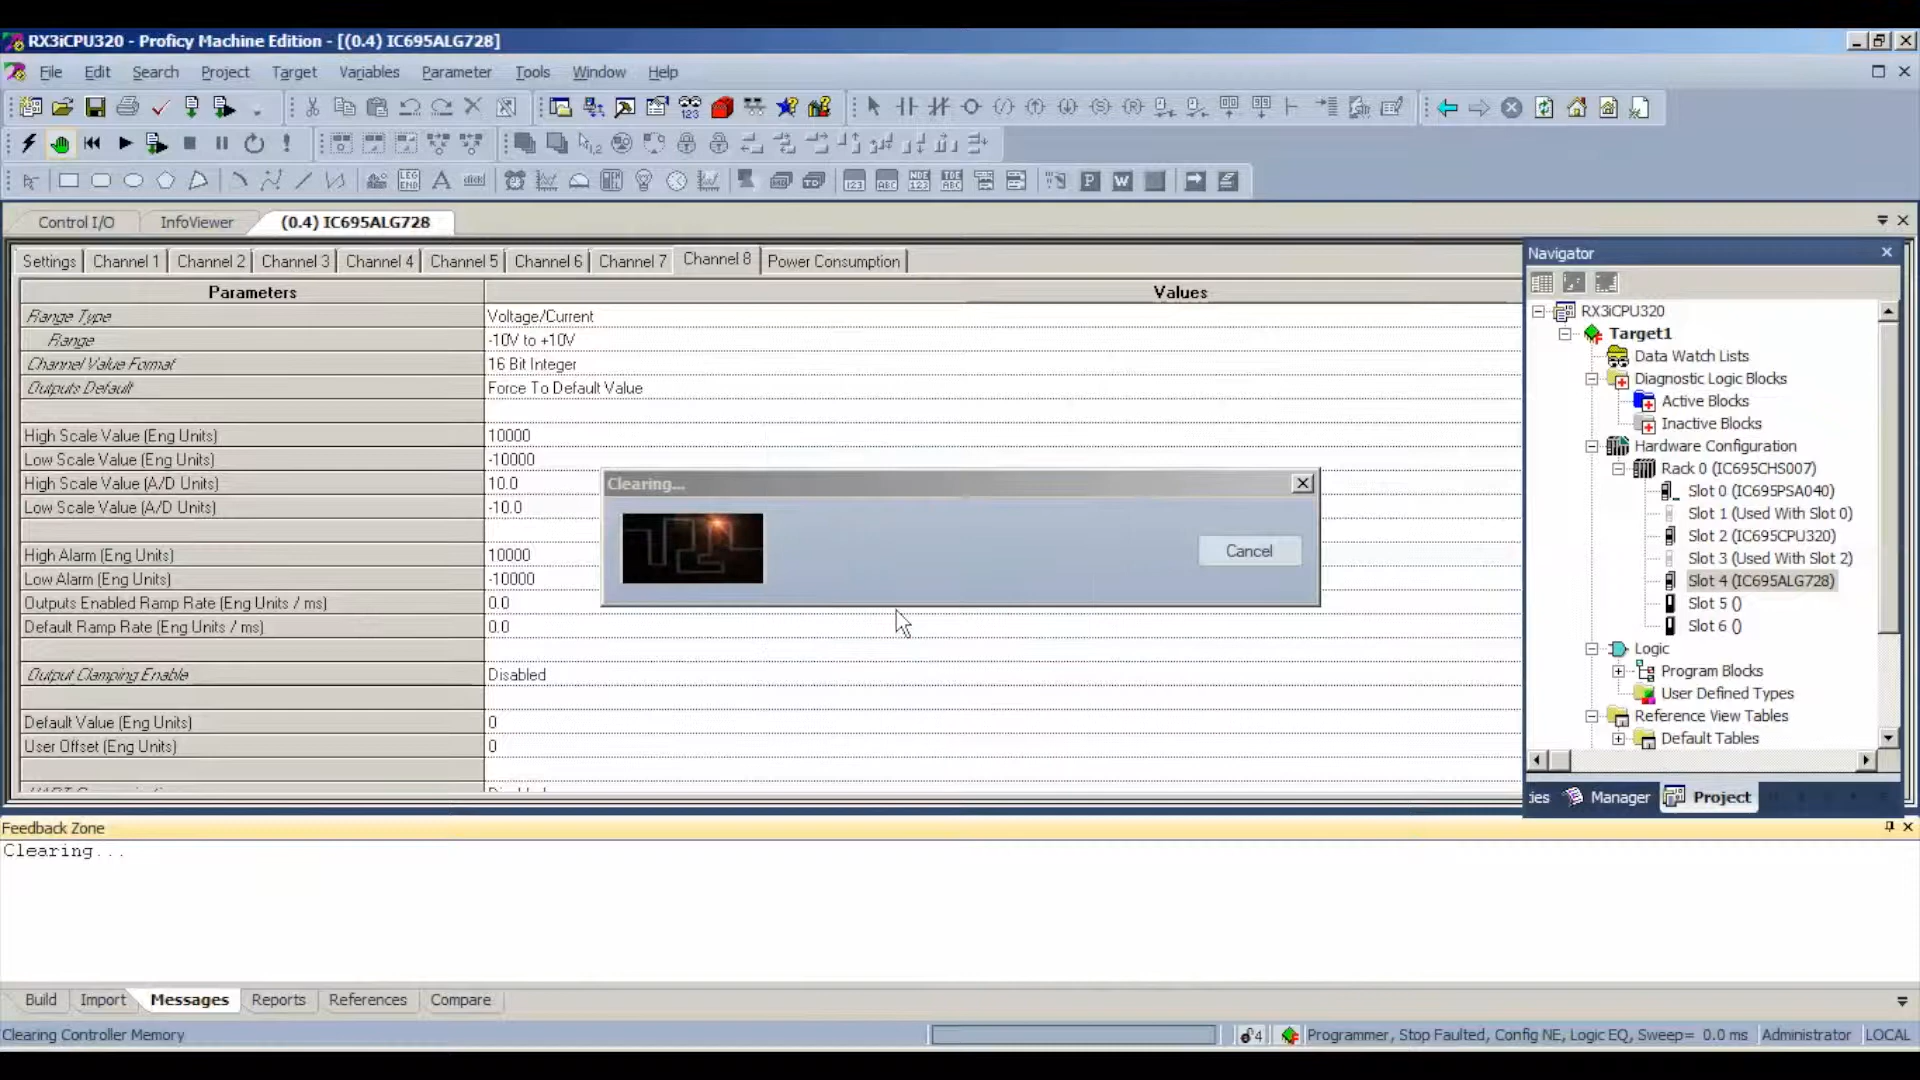 RX3iCPU320 - Proficy Machine Edition - [(0.4) IC695ALG728]
File Edit Search Project Target Variables Parameter Tools Window Help
Control I/O InfoViewer (0.4) IC695ALG728
Settings Channel 1 Channel 2 Channel 3 Channel 4 Channel 5 Channel 6 Channel 7 Channel 8 Power Consumption
Parameters Values
Range Type Voltage/Current
Range -10V to +10V
Channel Value Format 16 Bit Integer
Outputs Default Force To Default Value
High Scale Value (Eng Units) 10000
Low Scale Value (Eng Units) -10000
High Scale Value (A/D Units) 10.0
Low Scale Value (A/D Units) -10.0
High Alarm (Eng Units) 10000
Low Alarm (Eng Units) -10000
Outputs Enabled Ramp Rate (Eng Units / ms) 0.0
Default Ramp Rate (Eng Units / ms) 0.0
Output Clamping Enable Disabled
Default Value (Eng Units) 0
User Offset (Eng Units) 0
Clearing...
Cancel
Navigator
RX3iCPU320
Target1
Data Watch Lists
Diagnostic Logic Blocks
Active Blocks
Inactive Blocks
Hardware Configuration
Rack 0 (IC695CHS007)
Slot 0 (IC695PSA040)
Slot 1 (Used With Slot 0)
Slot 2 (IC695CPU320)
Slot 3 (Used With Slot 2)
Slot 4 (IC695ALG728)
Slot 5 ()
Slot 6 ()
Logic
Program Blocks
User Defined Types
Reference View Tables
Default Tables
ies Manager Project
Feedback Zone
Clearing...
Build Import Messages Reports References Compare
Clearing Controller Memory
4 Programmer, Stop Faulted, Config NE, Logic EQ, Sweep= 0.0 ms Administrator LOCAL